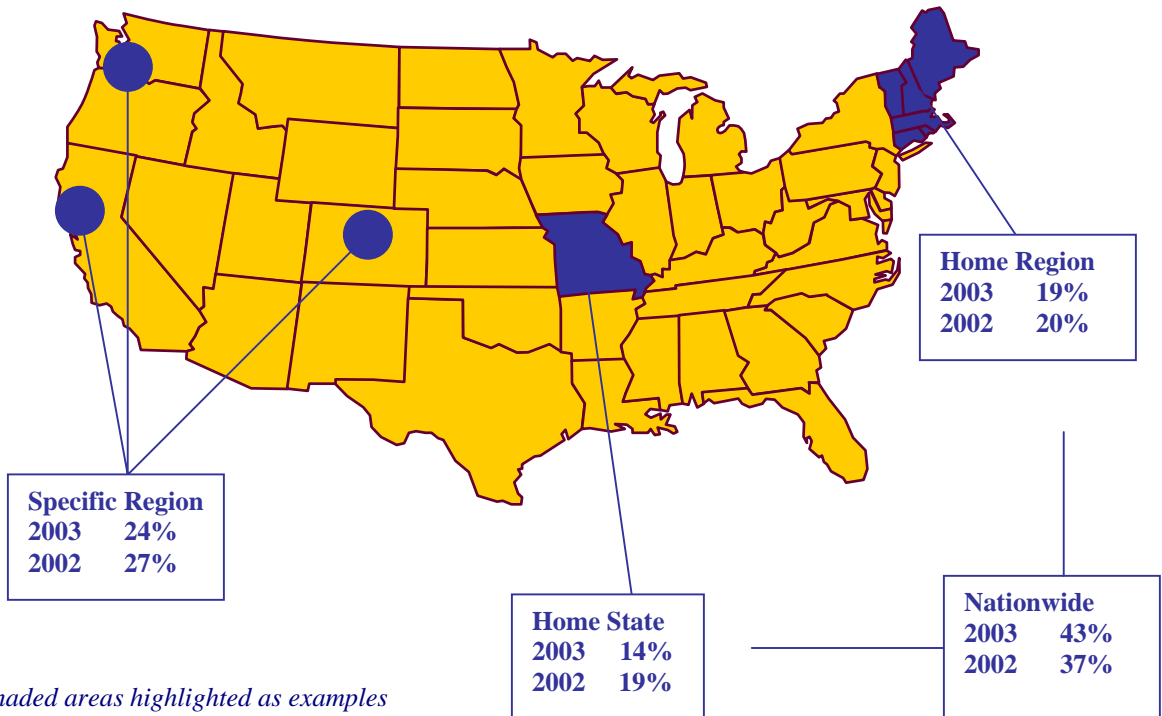 Home Region
2003 19%
2002 20%
Specific Region
2003 24%
2002 27%
Home State
2003 14%
2002 19%
Nationwide
2003 43%
2002 37%
areas highlighted as examples